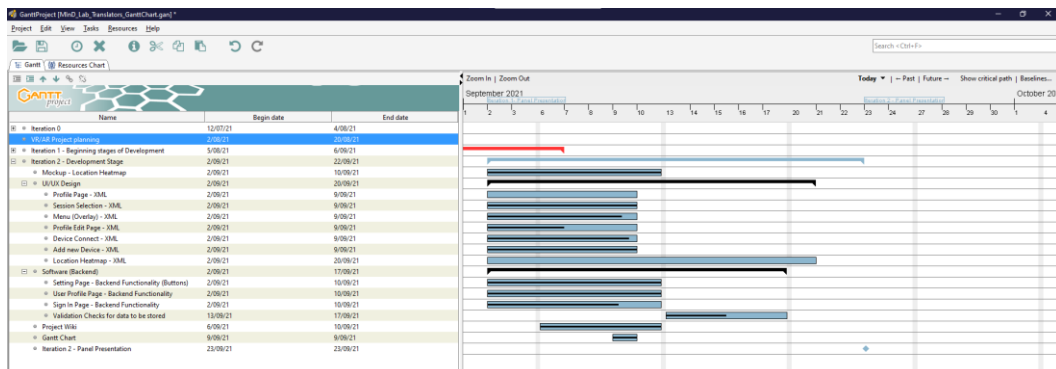 GanttProject [MInD_Lab_Translators_GanttChart.gan] *
Project Edit View Tasks Resources Help
Search <Ctrl+F>
Gantt Resources Chart
Zoom In | Zoom Out Today | ← Past | Future → Show critical path | Baselines...
GANTT project
September 2021 October 20
Iteration 1 - Panel Presentation Iteration 2 - Panel Presentation
Name Begin date End date 1 2 3 6 7 8 9 10 13 14 15 16 17 20 21 22 23 24 27 28 29 30 1 4
Iteration 0 12/07/21 4/08/21
VR/AR Project planning 2/08/21 20/08/21
Iteration 1 - Beginning stages of Development 5/08/21 6/09/21
Iteration 2 - Development Stage 2/09/21 22/09/21
Mockup - Location Heatmap 2/09/21 10/09/21
UI/UX Design 2/09/21 20/09/21
Profile Page - XML 2/09/21 9/09/21
Session Selection - XML 2/09/21 9/09/21
Menu (Overlay) - XML 2/09/21 9/09/21
Profile Edit Page - XML 2/09/21 9/09/21
Device Connect - XML 2/09/21 9/09/21
Add new Device - XML 2/09/21 9/09/21
Location Heatmap - XML 2/09/21 20/09/21
Software (Backend) 2/09/21 17/09/21
Setting Page - Backend Functionality (Buttons) 2/09/21 10/09/21
User Profile Page - Backend Functionality 2/09/21 10/09/21
Sign In Page - Backend Functionality 2/09/21 10/09/21
Validation Checks for data to be stored 13/09/21 17/09/21
Project Wiki 6/09/21 10/09/21
Gantt Chart 9/09/21 9/09/21
Iteration 2 - Panel Presentation 23/09/21 23/09/21